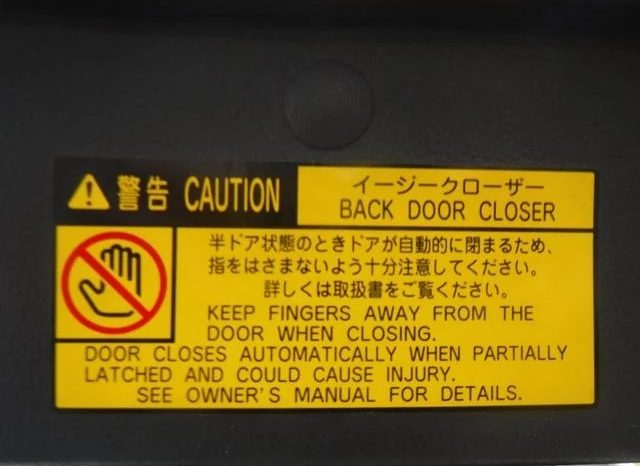 警告 CAUTION
イージークローザー
BACK DOOR CLOSER
半ドア状態のときドアが自動的に閉まるため、
指をはさまないよう十分注意してください。
詳しくは取扱書をご覧ください。
KEEP FINGERS AWAY FROM THE
DOOR WHEN CLOSING.
DOOR CLOSES AUTOMATICALLY WHEN PARTIALLY
LATCHED AND COULD CAUSE INJURY.
SEE OWNER'S MANUAL FOR DETAILS.